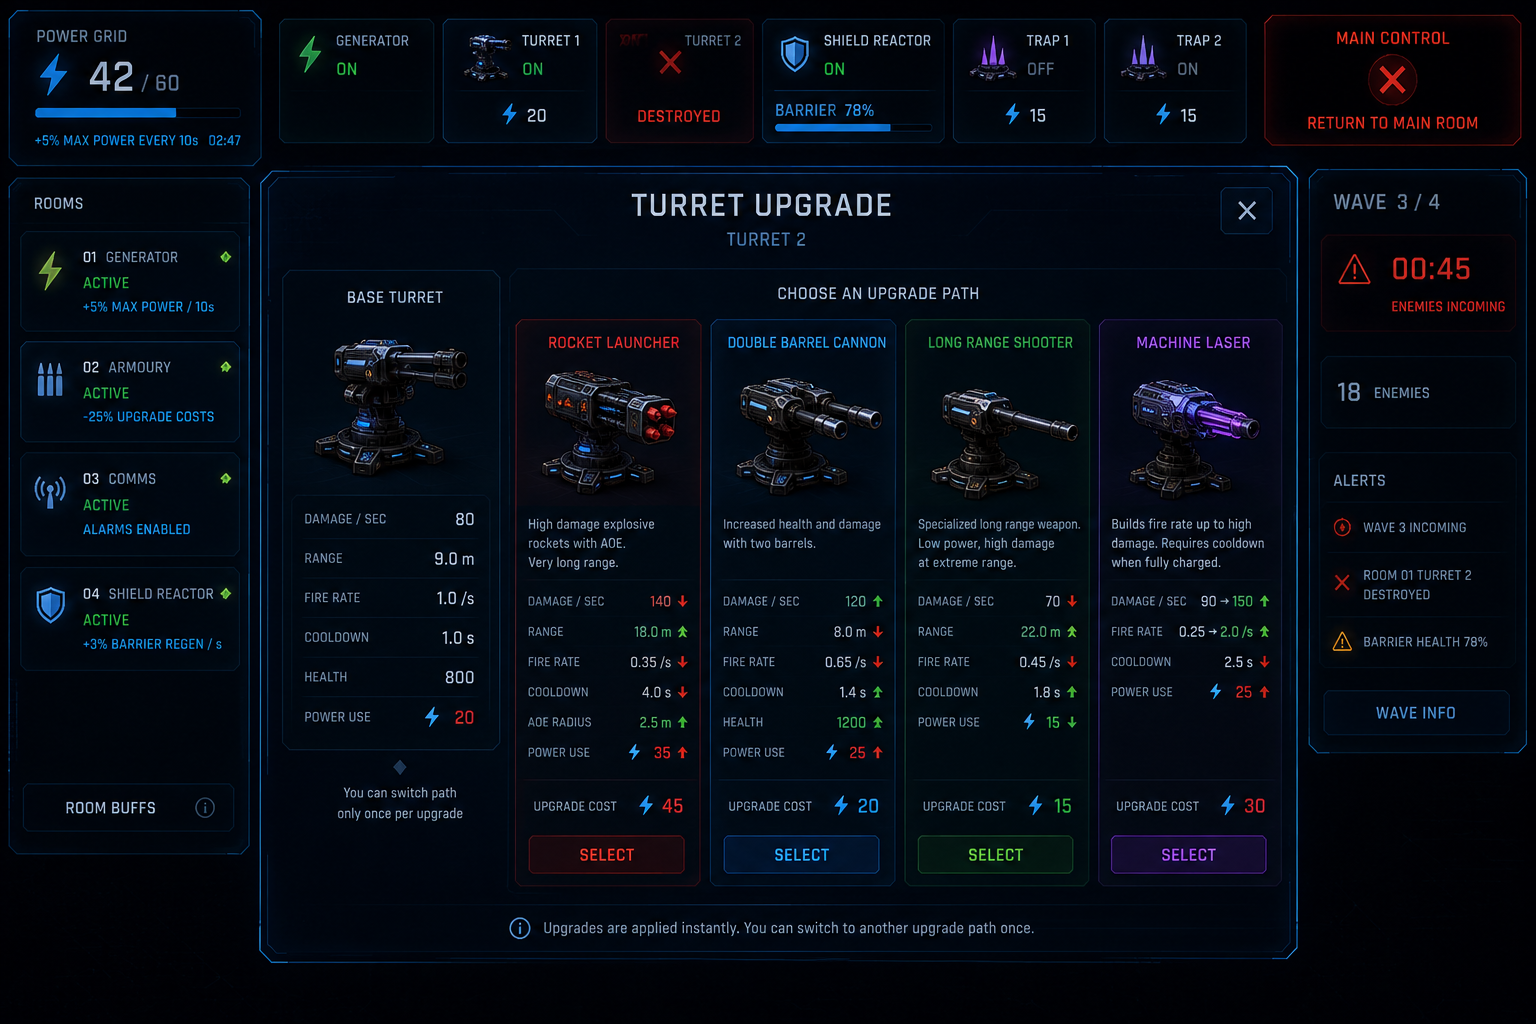 POWER GRID
42 / 60
+5% MAX POWER EVERY 10s 02:47
GENERATOR
ON
TURRET 1
ON
20
TURRET 2
DESTROYED
SHIELD REACTOR
ON
BARRIER 78%
TRAP 1
OFF
15
TRAP 2
ON
15
MAIN CONTROL
RETURN TO MAIN ROOM
ROOMS
01 GENERATOR
ACTIVE
+5% MAX POWER / 10s
02 ARMOURY
ACTIVE
-25% UPGRADE COSTS
03 COMMS
ACTIVE
ALARMS ENABLED
04 SHIELD REACTOR
ACTIVE
+3% BARRIER REGEN / s
ROOM BUFFS
TURRET UPGRADE
TURRET 2
BASE TURRET
DAMAGE / SEC 80
RANGE 9.0 m
FIRE RATE 1.0 /s
COOLDOWN 1.0 s
HEALTH 800
POWER USE 20
You can switch path
only once per upgrade
CHOOSE AN UPGRADE PATH
ROCKET LAUNCHER
High damage explosive
rockets with AOE.
Very long range.
DAMAGE / SEC 140
RANGE 18.0 m
FIRE RATE 0.35 /s
COOLDOWN 4.0 s
AOE RADIUS 2.5 m
POWER USE 35
UPGRADE COST 45
SELECT
DOUBLE BARREL CANNON
Increased health and damage
with two barrels.
DAMAGE / SEC 120
RANGE 8.0 m
FIRE RATE 0.65 /s
COOLDOWN 1.4 s
HEALTH 1200
POWER USE 25
UPGRADE COST 20
SELECT
LONG RANGE SHOOTER
Specialized long range weapon.
Low power, high damage
at extreme range.
DAMAGE / SEC 70
RANGE 22.0 m
FIRE RATE 0.45 /s
COOLDOWN 1.8 s
POWER USE 15
UPGRADE COST 15
SELECT
MACHINE LASER
Builds fire rate up to high
damage. Requires cooldown
when fully charged.
DAMAGE / SEC 90 → 150
FIRE RATE 0.25 → 2.0 /s
COOLDOWN 2.5 s
POWER USE 25
UPGRADE COST 30
SELECT
Upgrades are applied instantly. You can switch to another upgrade path once.
WAVE 3 / 4
00:45
ENEMIES INCOMING
18 ENEMIES
ALERTS
WAVE 3 INCOMING
ROOM 01 TURRET 2
DESTROYED
BARRIER HEALTH 78%
WAVE INFO